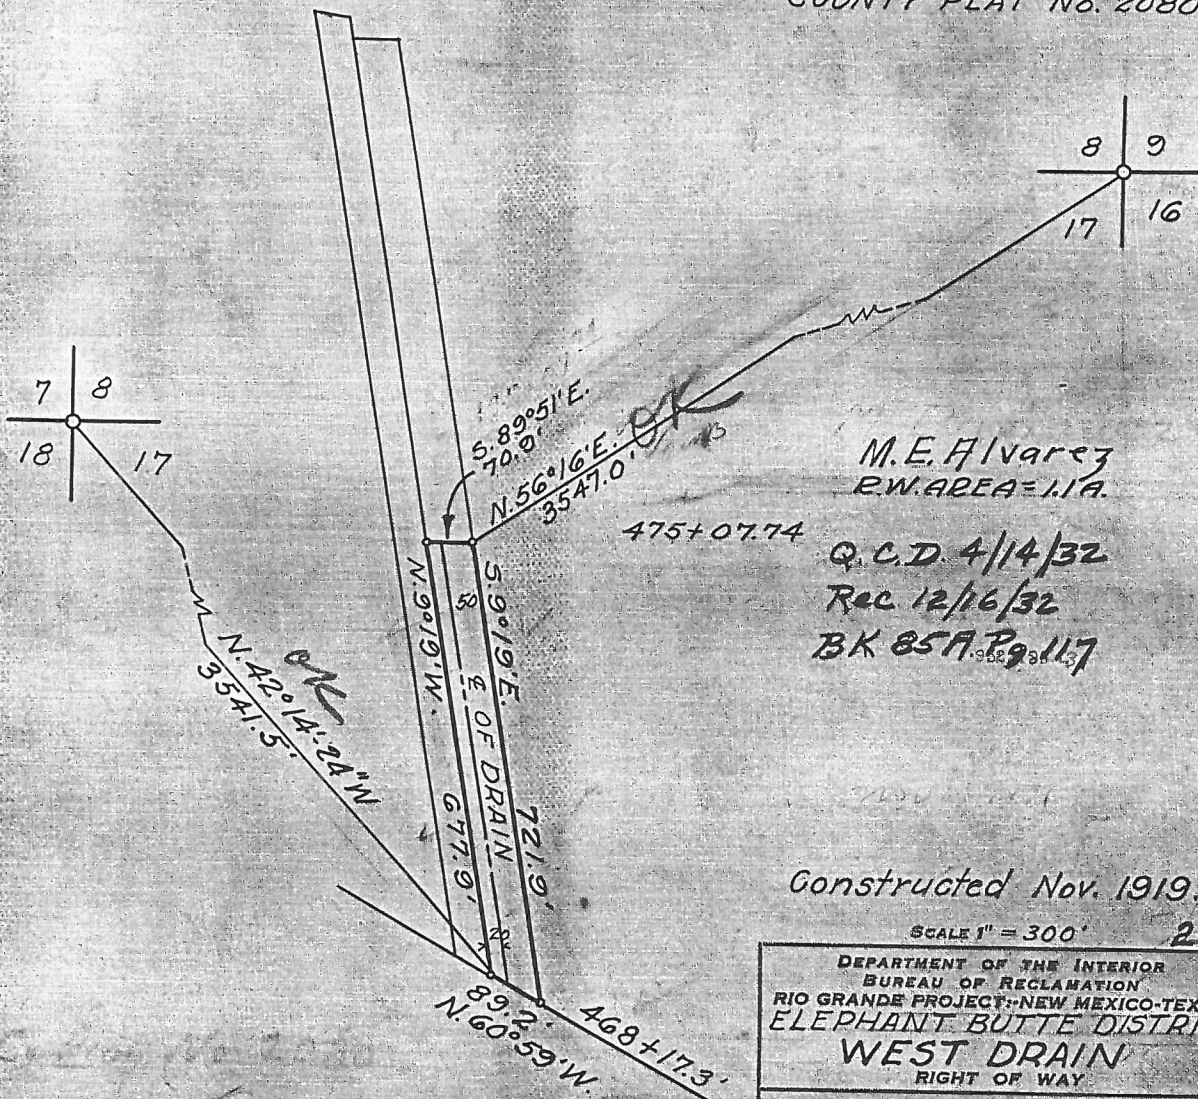 COUNTY PLAT No. 2080
8 9
17 16
7 8
18 17
S. 89°51'E.
70.9'
N. 56°16'E.
3547.0'
OK
475+07.74
M.E. Alvarez
R.W. AREA = 1.1 A.
Q.C.D. 4/14/32
Rec 12/16/32
BK 85A. Pg 117
N. 9°19'W.
677.9'
50
S. 9°19'E.
721.9'
℄ OF DRAIN
20
OK
N. 42°14'-24"W
3541.5'
89.2'
N. 60°59'W.
468+17.3'
Constructed Nov. 1919.
SCALE 1" = 300'
2
DEPARTMENT OF THE INTERIOR
BUREAU OF RECLAMATION
RIO GRANDE PROJECT:-NEW MEXICO-TEX
ELEPHANT BUTTE DISTRI
WEST DRAIN
RIGHT OF WAY